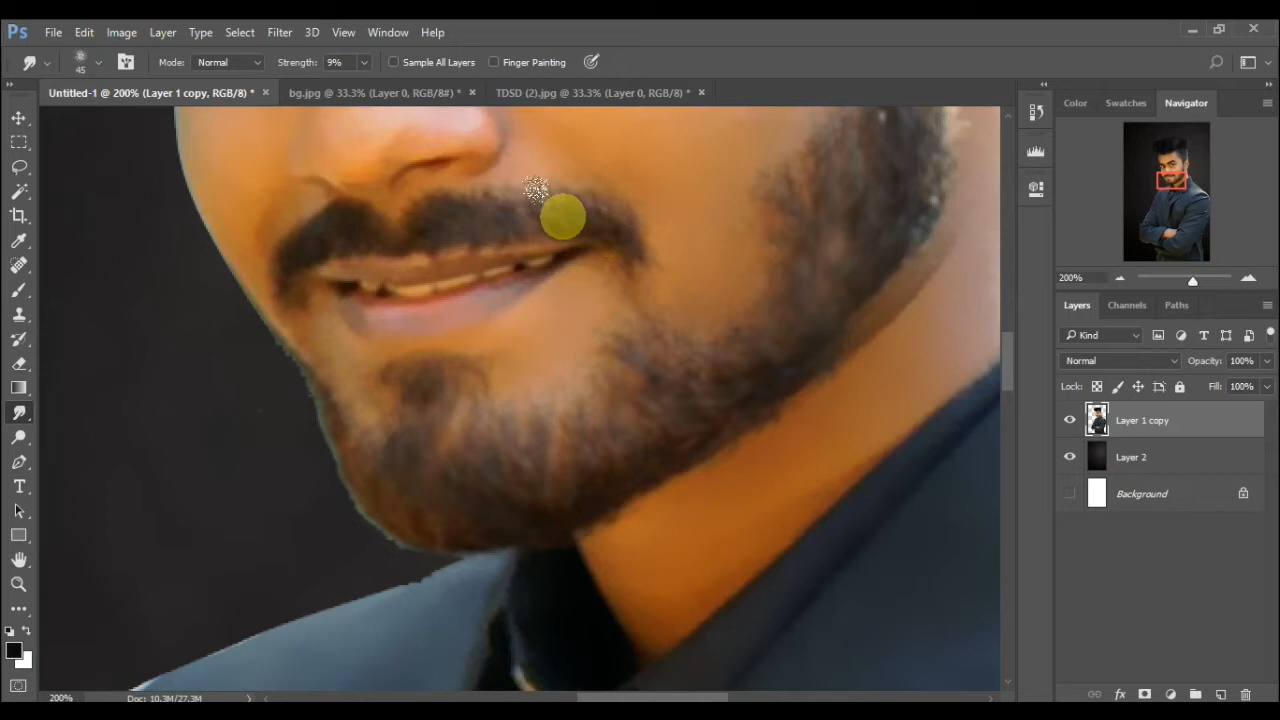 Ps File Edit Image Layer Type Select Filter 3D View Window Help
45 Mode: Normal Strength: 9% Sample All Layers Finger Painting
Untitled-1 @ 200% (Layer 1 copy, RGB/8) * × bg.jpg @ 33.3% (Layer 0, RGB/8#) * × TDSD (2).jpg @ 33.3% (Layer 0, RGB/8) * ×
Color Swatches Navigator
200%
Layers Channels Paths
Kind
Normal Opacity: 100%
Lock: Fill: 100%
Layer 1 copy
Layer 2
Background
200% Doc: 10.3M/27.3M
fx